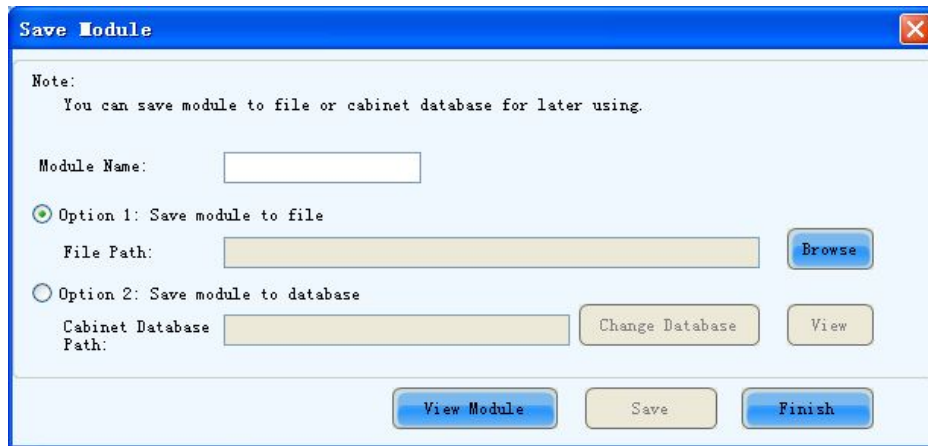 Save Module
Note:
You can save module to file or cabinet database for later using.
Module Name:
Option 1: Save module to file
File Path:
Browse
Option 2: Save module to database
Cabinet Database
Path:
Change Database
View
View Module
Save
Finish